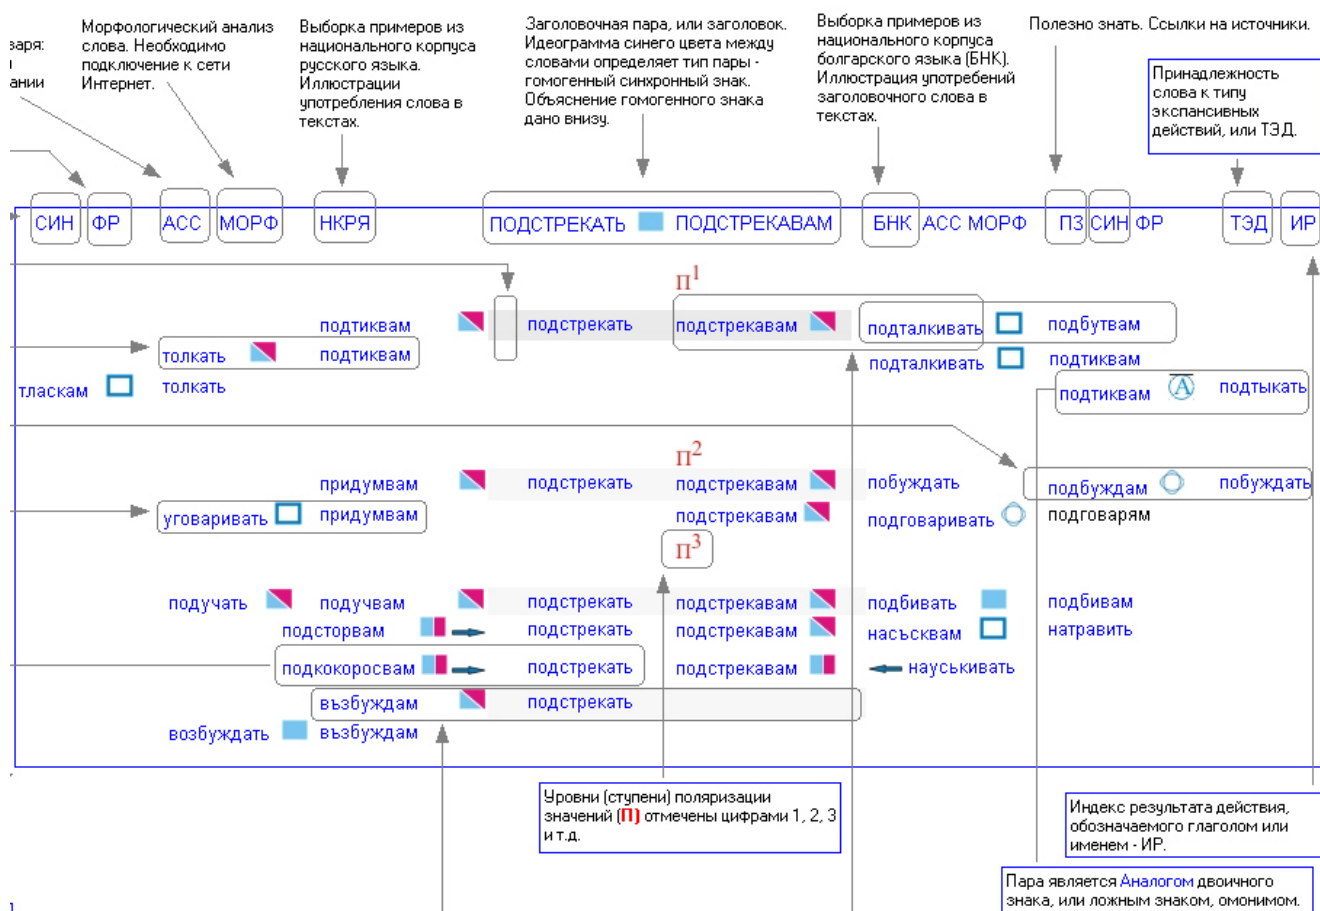 Морфологический анализ
слова. Необходимо
подключение к сети
Интернет.
Выборка примеров из
национального корпуса
русского языка.
Иллюстрации
употребления слова в
текстах.
Заголовочная пара, или заголовок.
Идеограмма синего цвета между
словами определяет тип пары -
гомогенный синхронный знак.
Объяснение гомогенного знака
дано внизу.
Выборка примеров из
национального корпуса
болгарского языка (БНК).
Иллюстрация употребений
заголовочного слова в
текстах.
Полезно знать. Ссылки на источники.
Принадлежность
слова к типу
экспансивных
действий, или ТЭД.
СИН ФР АСС МОРФ НКРЯ ПОДСТРЕКАТЬ ПОДСТРЕКАВАМ БНК АСС МОРФ ПЗ СИН ФР ТЭД ИР
П1
подтиквам подстрекать подстрекавам подталкивать подбутвам
толкать подтиквам подталкивать подтиквам
тласкам толкать подтиквам А подтыкать
П2
придумвам подстрекать подстрекавам побуждать подбуждам побуждать
уговаривать придумвам подстрекавам подговаривать подговарям
П3
подучать подучвам подстрекать подстрекавам подбивать подбивам
подсторвам подстрекать подстрекавам насъсквам натравить
подкокоросвам подстрекать подстрекавам науськивать
възбуждам подстрекать
возбуждать възбуждам
Уровни (ступени) поляризации
значений (П) отмечены цифрами 1, 2, 3
и т.д.
Индекс результата действия,
обозначаемого глаголом или
именем - ИР.
Пара является Аналогом двоичного
знака, или ложным знаком, омонимом.